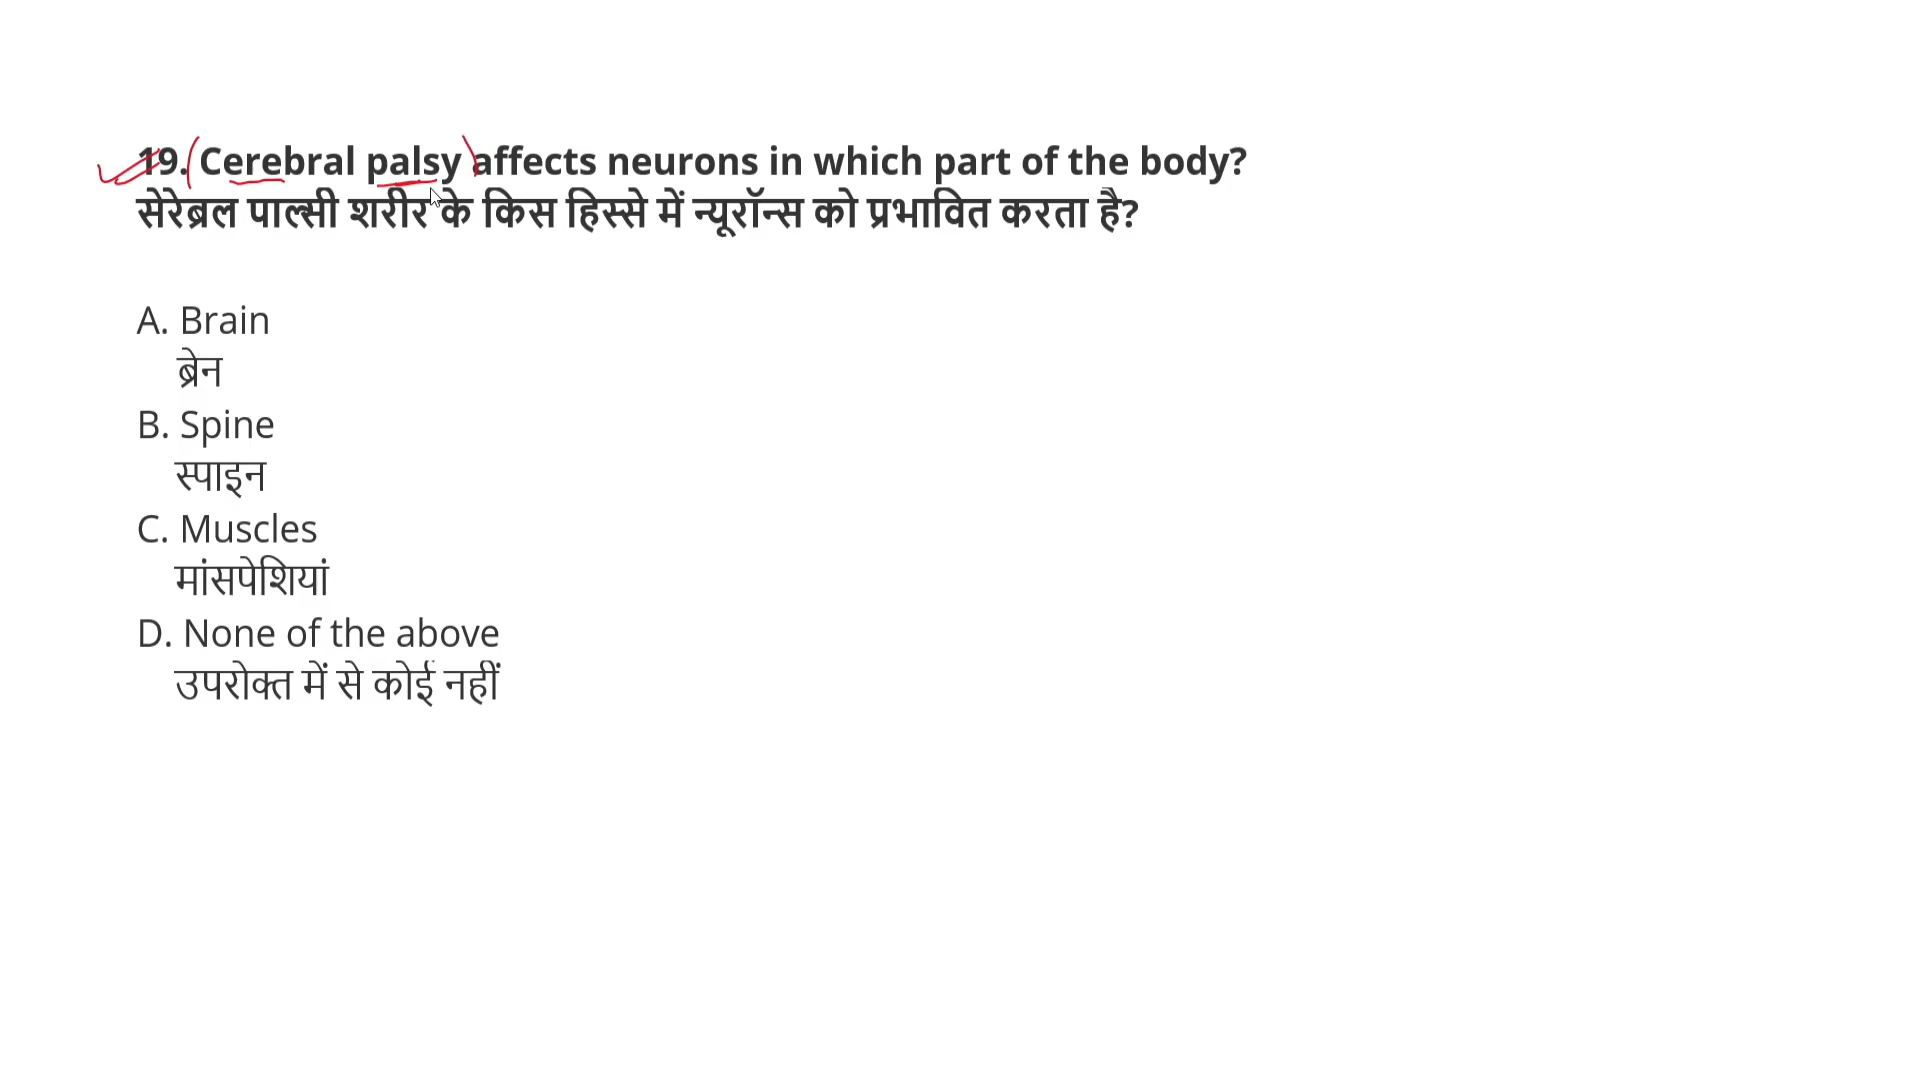 19. Cerebral palsy affects neurons in which part of the body?
सेरेब्रल पाल्सी शरीर के किस हिस्से में न्यूरॉन्स को प्रभावित करता है?
A. Brain
ब्रेन
B. Spine
स्पाइन
C. Muscles
मांसपेशियां
D. None of the above
उपरोक्त में से कोई नहीं